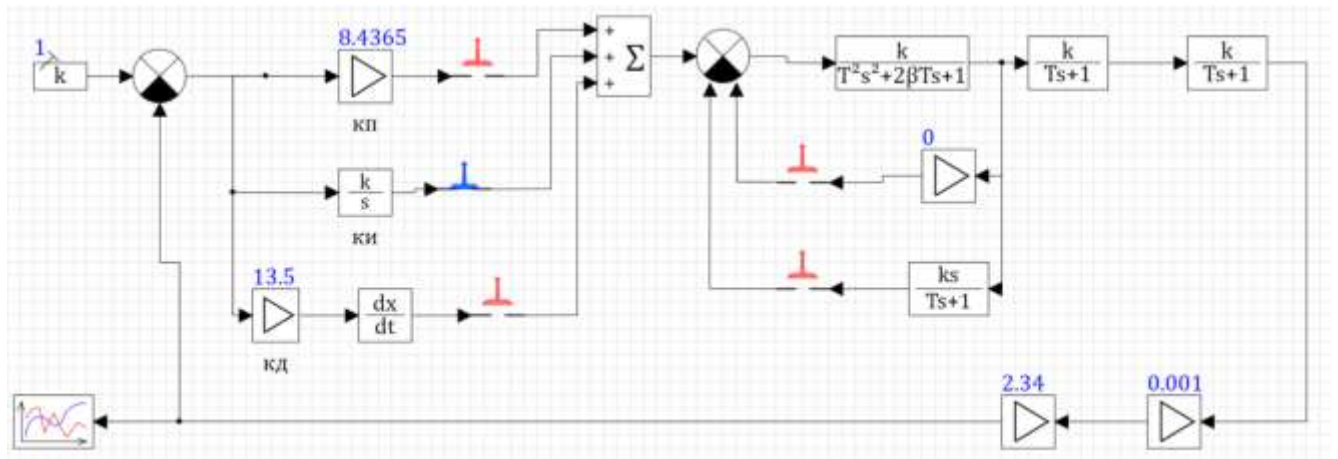 1
k
8.4365
кп
k
s
ки
13.5
dx
dt
кд
+
+
+
Σ
k
T²s²+2βTs+1
k
Ts+1
k
Ts+1
0
ks
Ts+1
2.34
0.001